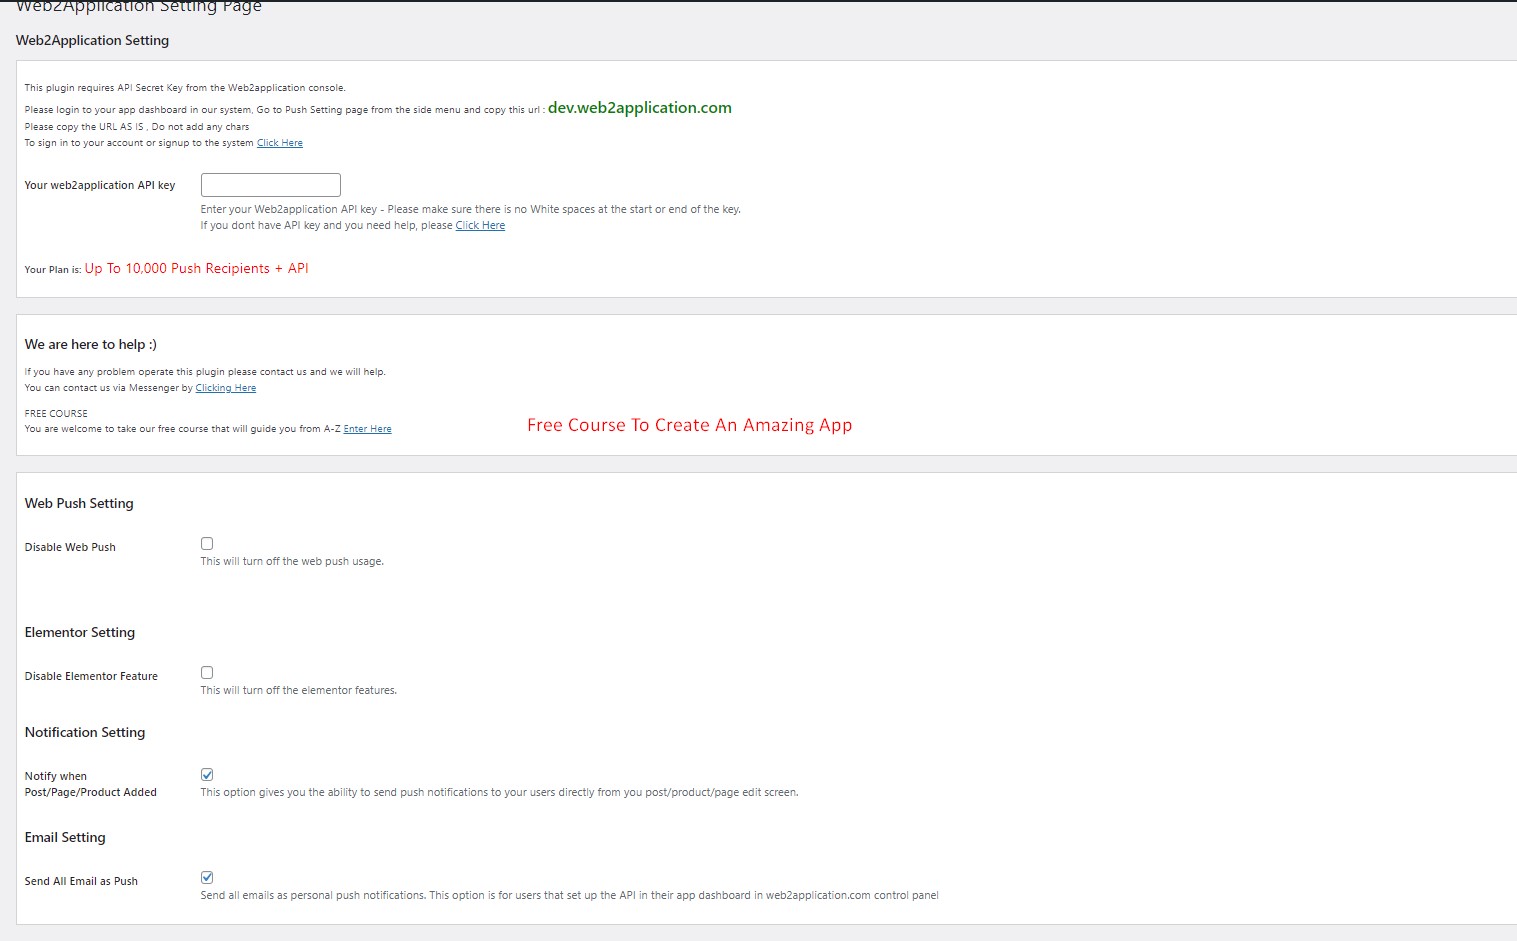 Web2Application Setting Page
Web2Application Setting
This plugin requires API Secret Key from the Web2application console.
Please login to your app dashboard in our system, Go to Push Setting page from the side menu and copy this url : dev.web2application.com
Please copy the URL AS IS , Do not add any chars
To sign in to your account or signup to the system Click Here
Your web2application API key
Enter your Web2application API key - Please make sure there is no White spaces at the start or end of the key.
If you dont have API key and you need help, please Click Here
Your Plan is: Up To 10,000 Push Recipients + API
We are here to help :)
If you have any problem operate this plugin please contact us and we will help.
You can contact us via Messenger by Clicking Here
FREE COURSE
You are welcome to take our free course that will guide you from A-Z Enter Here
Free Course To Create An Amazing App
Web Push Setting
Disable Web Push
This will turn off the web push usage.
Elementor Setting
Disable Elementor Feature
This will turn off the elementor features.
Notification Setting
Notify when
Post/Page/Product Added
This option gives you the ability to send push notifications to your users directly from you post/product/page edit screen.
Email Setting
Send All Email as Push
Send all emails as personal push notifications. This option is for users that set up the API in their app dashboard in web2application.com control panel